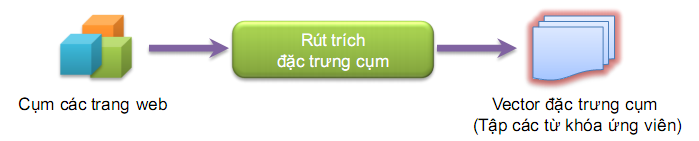 Rút trích
đặc trưng cụm
Cụm các trang web
Vector đặc trưng cụm
(Tập các từ khóa ứng viên)